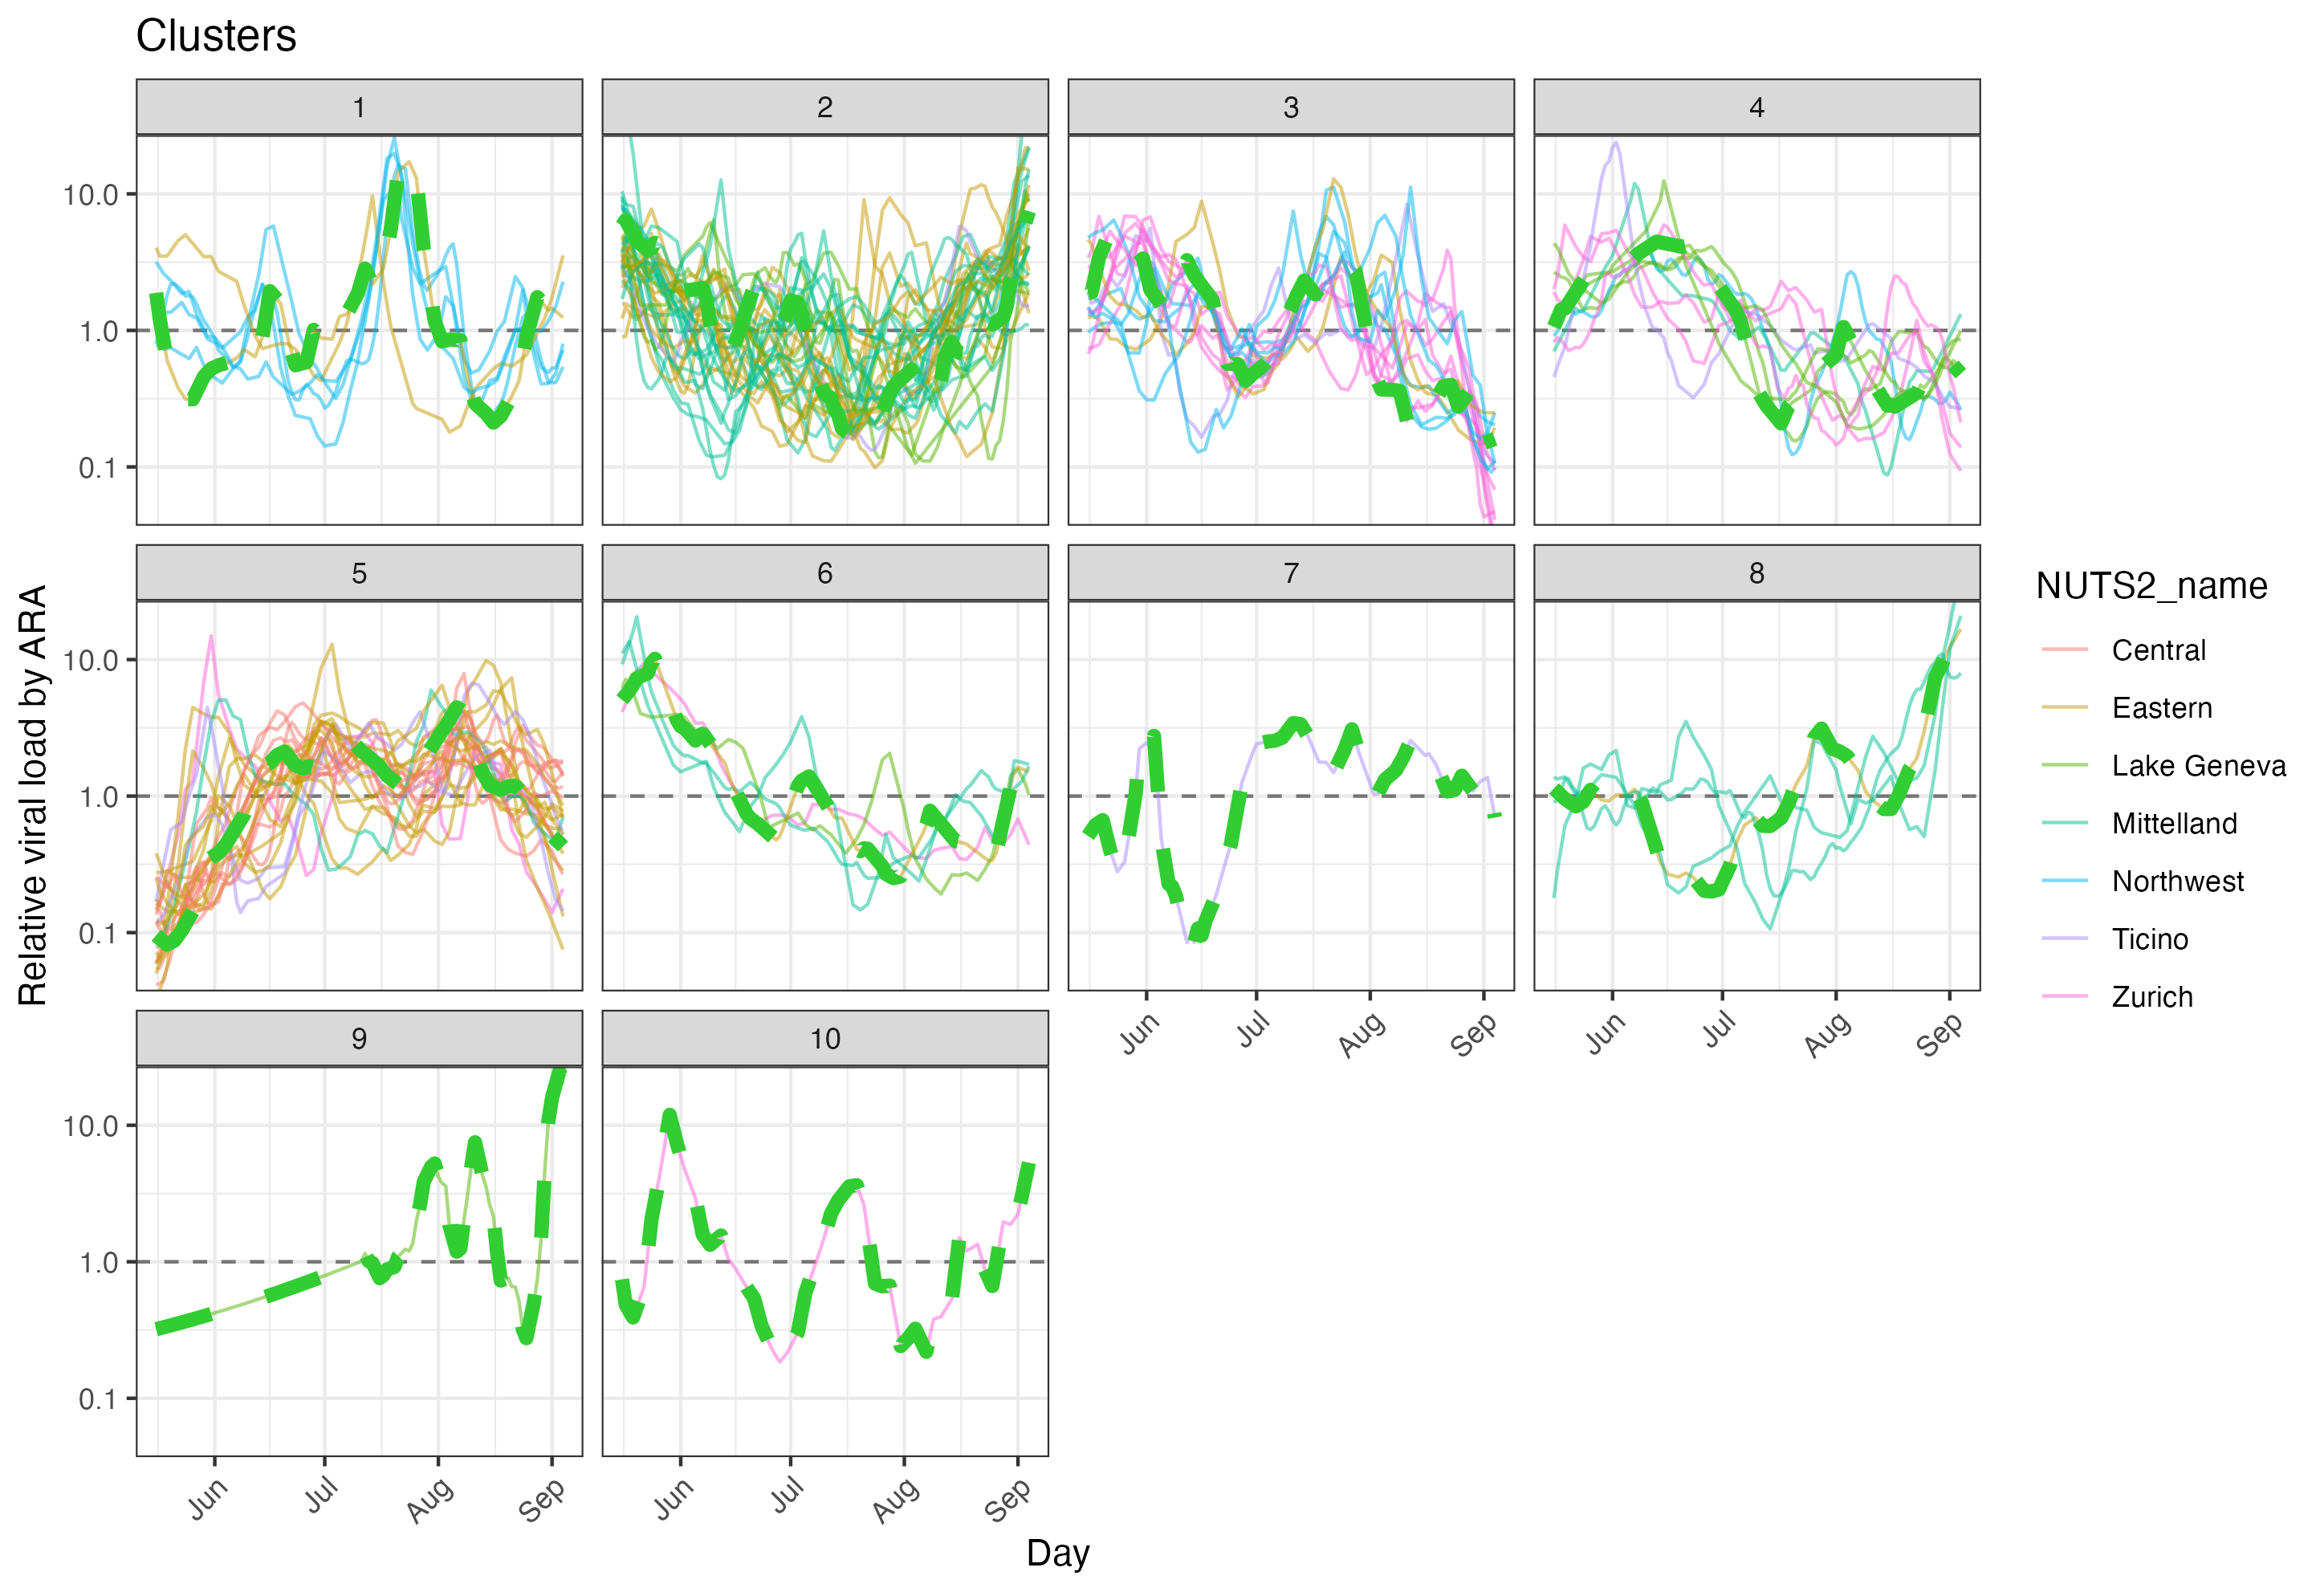 Clusters
1
2
3
4
10.0
1.0
0.1
5
6
7
8
10.0
1.0
0.1
Jun
Jul
Aug
Sep
Jun
Jul
Aug
Sep
9
10
10.0
1.0
0.1
Jun
Jul
Aug
Sep
Jun
Jul
Aug
Sep
Day
Relative viral load by ARA
NUTS2_name
Central
Eastern
Lake Geneva
Mittelland
Northwest
Ticino
Zurich